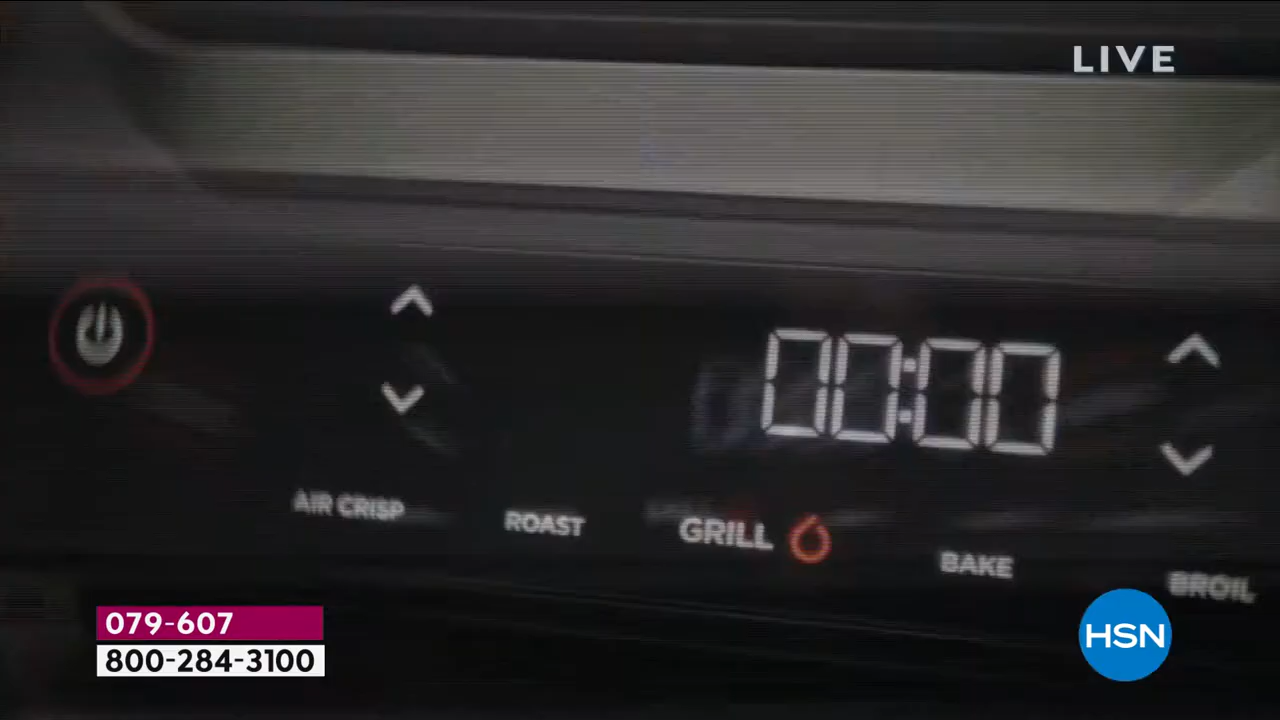 LIVE
00:00
AIR CRISP
ROAST
GRILL
BAKE
BROIL
079-607
800-284-3100
HSN